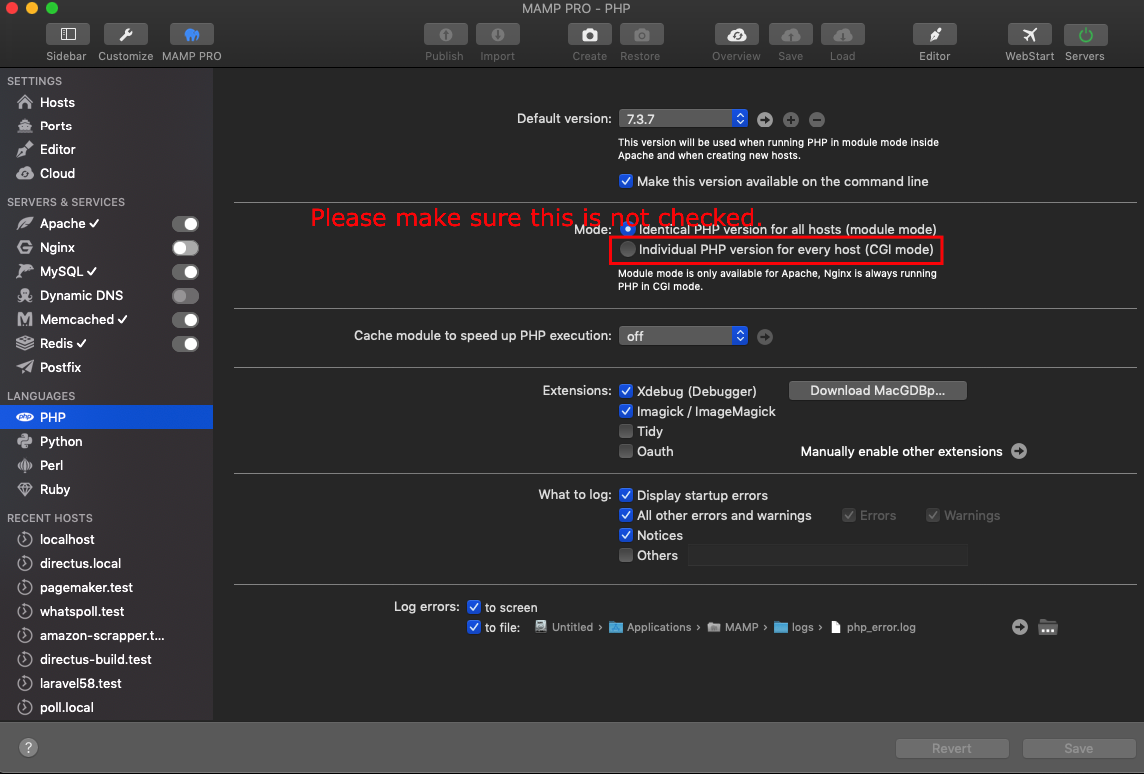 MAMP PRO - PHP
Sidebar Customize MAMP PRO Publish Import Create Restore Overview Save Load Editor WebStart Servers
SETTINGS
Hosts
Ports
Editor
Cloud
SERVERS & SERVICES
Apache ✓
Nginx
MySQL ✓
Dynamic DNS
Memcached ✓
Redis ✓
Postfix
LANGUAGES
php PHP
Python
Perl
Ruby
RECENT HOSTS
localhost
directus.local
pagemaker.test
whatspoll.test
amazon-scrapper.t...
directus-build.test
laravel58.test
poll.local
Default version: 7.3.7
This version will be used when running PHP in module mode inside
Apache and when creating new hosts.
Make this version available on the command line
Please make sure this is not checked.
Mode: Identical PHP version for all hosts (module mode)
Individual PHP version for every host (CGI mode)
Module mode is only available for Apache, Nginx is always running
PHP in CGI mode.
Cache module to speed up PHP execution: off
Extensions: Xdebug (Debugger) Download MacGDBp...
Imagick / ImageMagick
Tidy
Oauth Manually enable other extensions
What to log: Display startup errors
All other errors and warnings Errors Warnings
Notices
Others
Log errors: to screen
to file: Untitled › Applications › MAMP › logs › php_error.log
? Revert Save